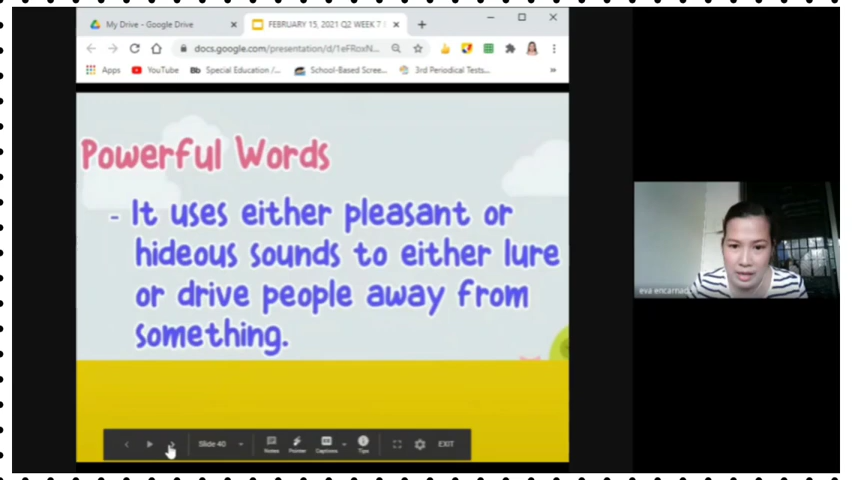 My Drive - Google Drive
FEBRUARY 15, 2021 Q2 WEEK 7
docs.google.com/presentation/d/1eFRoxN...
Apps YouTube Special Education /... School-Based Scree... 3rd Periodical Tests...
Powerful Words
- It uses either pleasant or
hideous sounds to either lure
or drive people away from
something.
eva encarnac
Slide 40
Notes Pointer Captions Tips EXIT